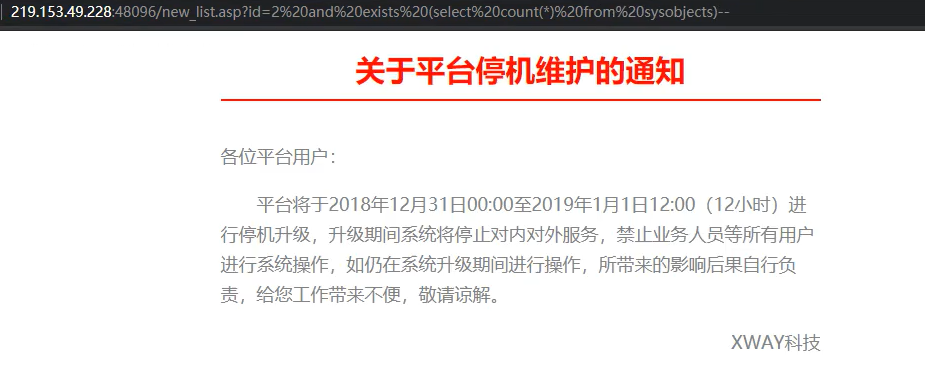 219.153.49.228:48096/new_list.asp?id=2%20and%20exists%20(select%20count(*)%20from%20sysobjects)--
关于平台停机维护的通知
各位平台用户：
平台将于2018年12月31日00:00至2019年1月1日12:00（12小时）进
行停机升级，升级期间系统将停止对内对外服务，禁止业务人员等所有用户
进行系统操作，如仍在系统升级期间进行操作，所带来的影响后果自行负
责，给您工作带来不便，敬请谅解。
XWAY科技